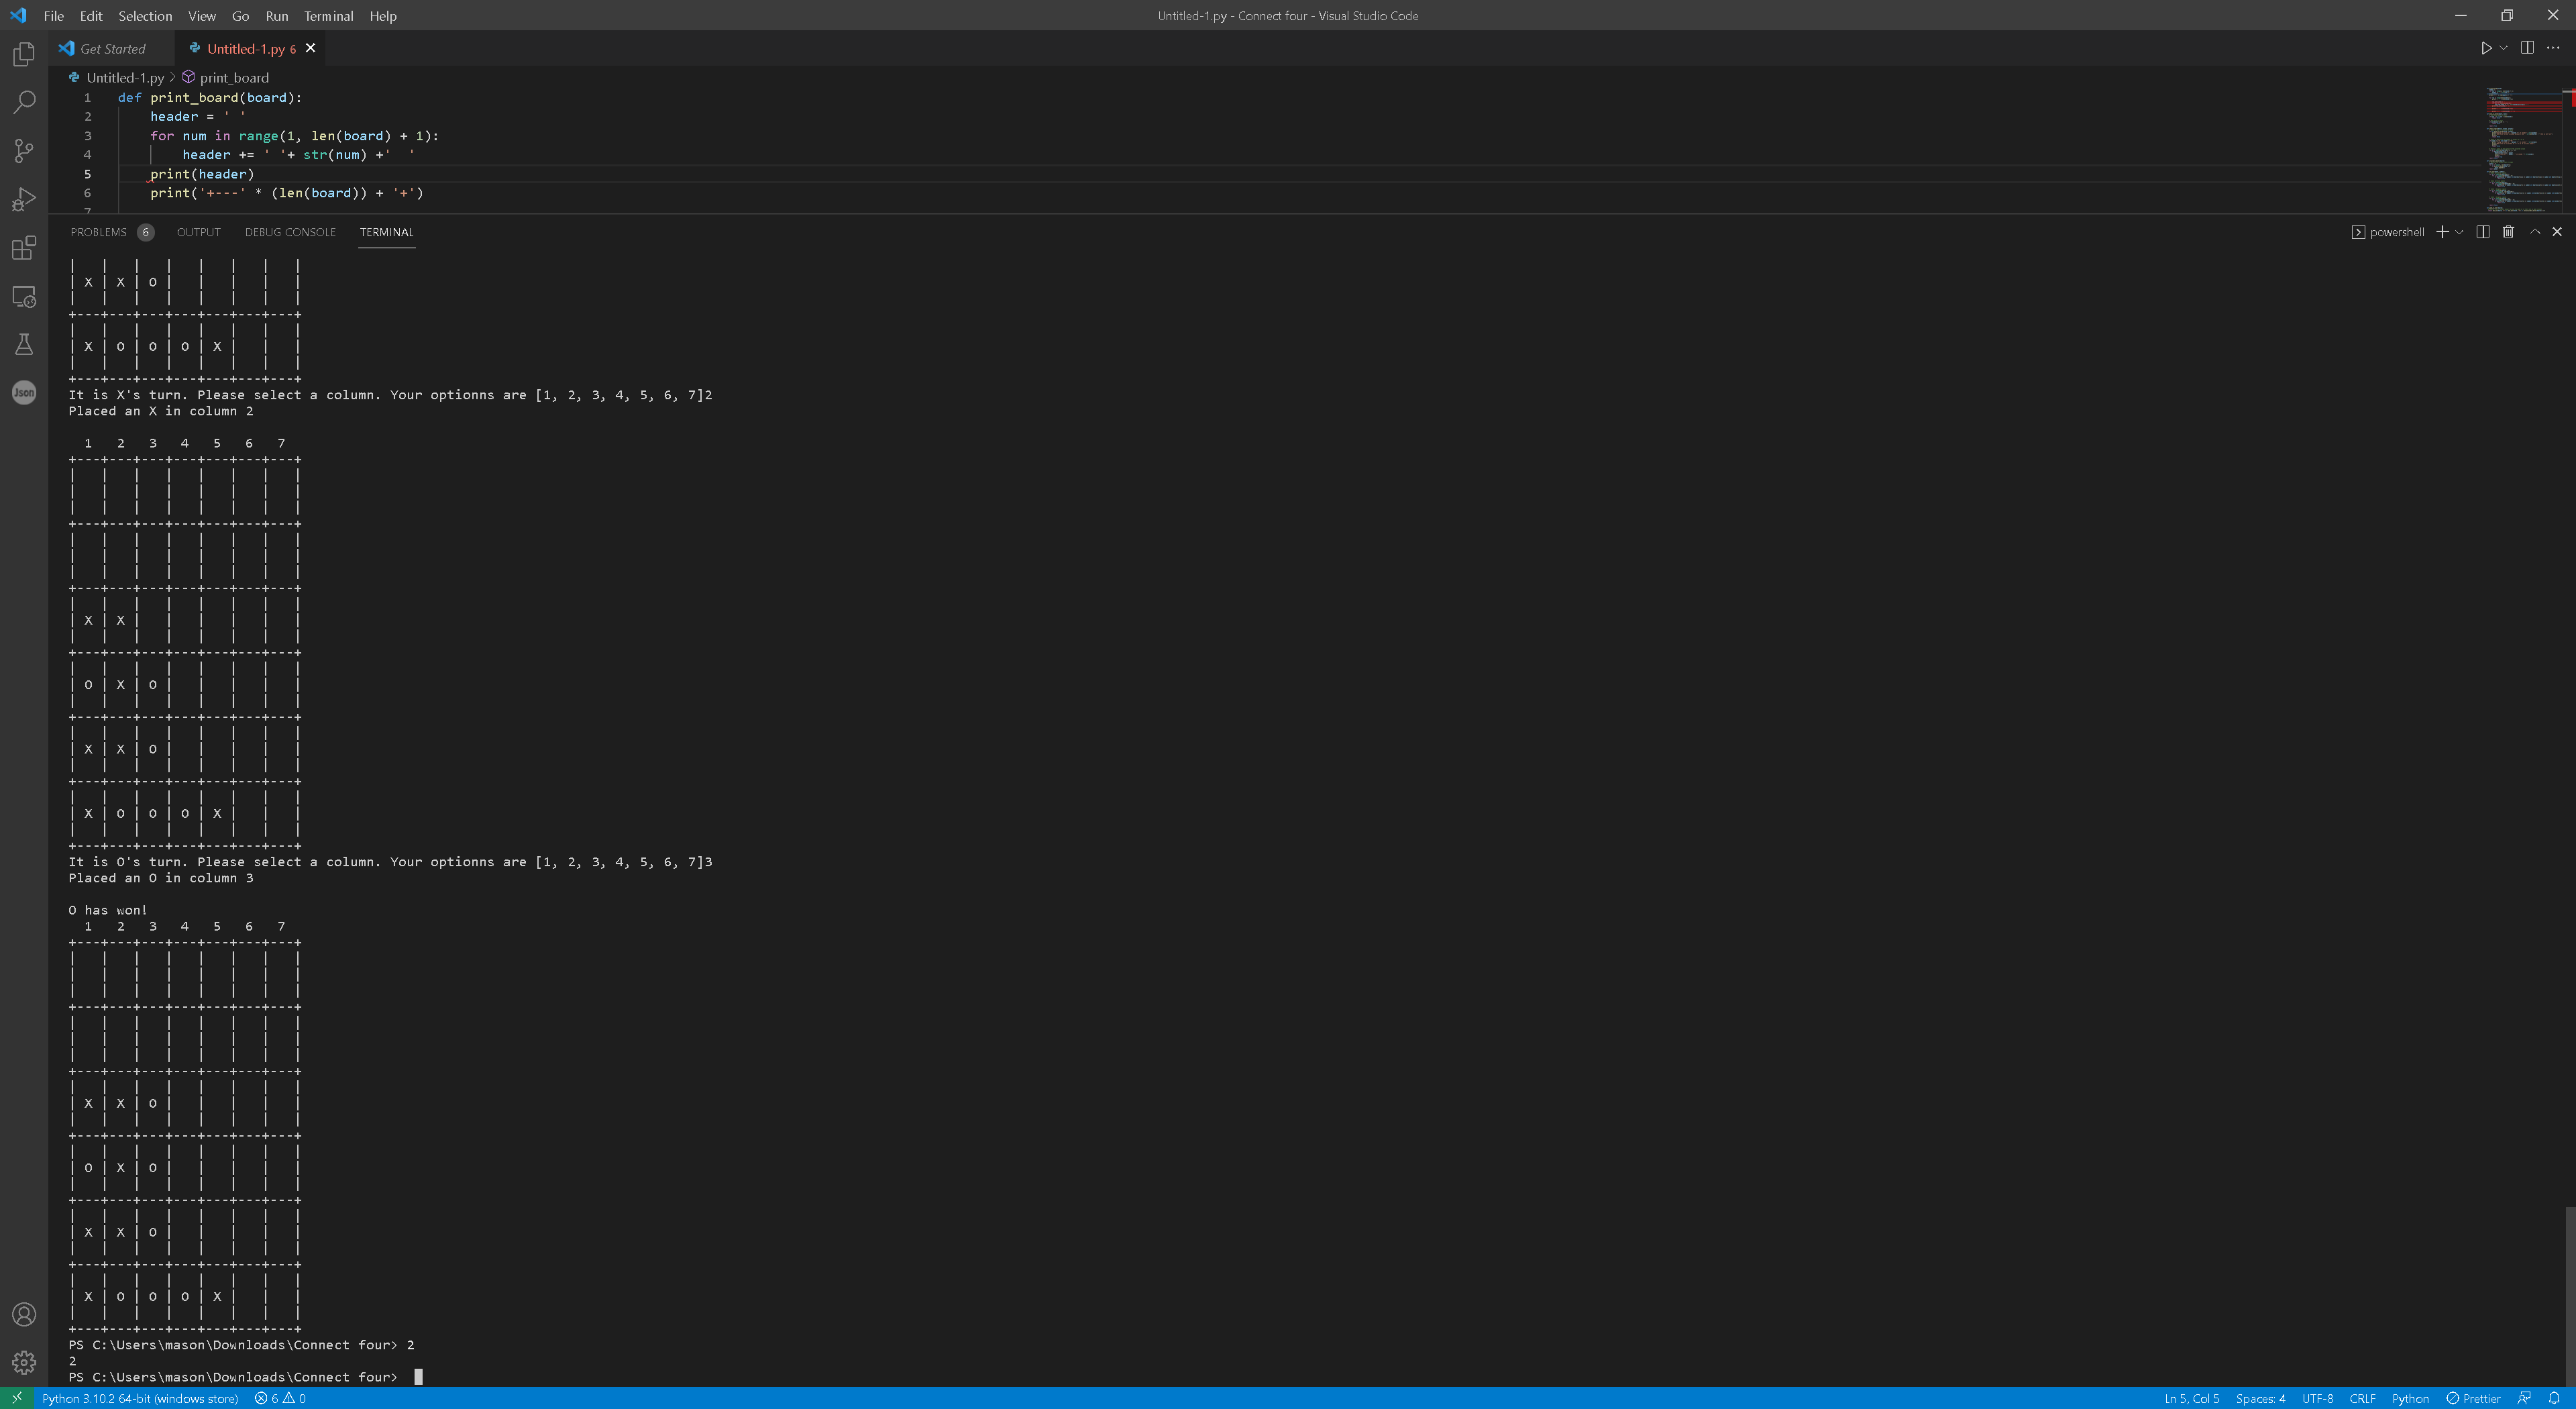 File Edit Selection View Go Run Terminal Help
Untitled-1.py - Connect four - Visual Studio Code
Get Started
Untitled-1.py 6
Untitled-1.py > print_board
1 def print_board(board):
2     header = ' '
3     for num in range(1, len(board) + 1):
4         header += ' '+ str(num) +'  '
5     print(header)
6     print('+---' * (len(board)) + '+')
7
PROBLEMS 6 OUTPUT DEBUG CONSOLE TERMINAL
powershell
|   |   |   |   |   |   |   |
| X | X | O |   |   |   |   |
|   |   |   |   |   |   |   |
+---+---+---+---+---+---+---+
|   |   |   |   |   |   |   |
| X | O | O | O | X |   |   |
|   |   |   |   |   |   |   |
+---+---+---+---+---+---+---+
It is X's turn. Please select a column. Your optionns are [1, 2, 3, 4, 5, 6, 7]2
Placed an X in column 2
  1   2   3   4   5   6   7
+---+---+---+---+---+---+---+
|   |   |   |   |   |   |   |
|   |   |   |   |   |   |   |
|   |   |   |   |   |   |   |
+---+---+---+---+---+---+---+
|   |   |   |   |   |   |   |
|   |   |   |   |   |   |   |
|   |   |   |   |   |   |   |
+---+---+---+---+---+---+---+
|   |   |   |   |   |   |   |
| X | X |   |   |   |   |   |
|   |   |   |   |   |   |   |
+---+---+---+---+---+---+---+
|   |   |   |   |   |   |   |
| O | X | O |   |   |   |   |
|   |   |   |   |   |   |   |
+---+---+---+---+---+---+---+
|   |   |   |   |   |   |   |
| X | X | O |   |   |   |   |
|   |   |   |   |   |   |   |
+---+---+---+---+---+---+---+
|   |   |   |   |   |   |   |
| X | O | O | O | X |   |   |
|   |   |   |   |   |   |   |
+---+---+---+---+---+---+---+
It is O's turn. Please select a column. Your optionns are [1, 2, 3, 4, 5, 6, 7]3
Placed an O in column 3
O has won!
  1   2   3   4   5   6   7
+---+---+---+---+---+---+---+
|   |   |   |   |   |   |   |
|   |   |   |   |   |   |   |
|   |   |   |   |   |   |   |
+---+---+---+---+---+---+---+
|   |   |   |   |   |   |   |
|   |   |   |   |   |   |   |
|   |   |   |   |   |   |   |
+---+---+---+---+---+---+---+
|   |   |   |   |   |   |   |
| X | X | O |   |   |   |   |
|   |   |   |   |   |   |   |
+---+---+---+---+---+---+---+
|   |   |   |   |   |   |   |
| O | X | O |   |   |   |   |
|   |   |   |   |   |   |   |
+---+---+---+---+---+---+---+
|   |   |   |   |   |   |   |
| X | X | O |   |   |   |   |
|   |   |   |   |   |   |   |
+---+---+---+---+---+---+---+
|   |   |   |   |   |   |   |
| X | O | O | O | X |   |   |
|   |   |   |   |   |   |   |
+---+---+---+---+---+---+---+
PS C:\Users\mason\Downloads\Connect four> 2
2
PS C:\Users\mason\Downloads\Connect four>
Json
Python 3.10.2 64-bit (windows store) 6 0 Ln 5, Col 5 Spaces: 4 UTF-8 CRLF Python Prettier